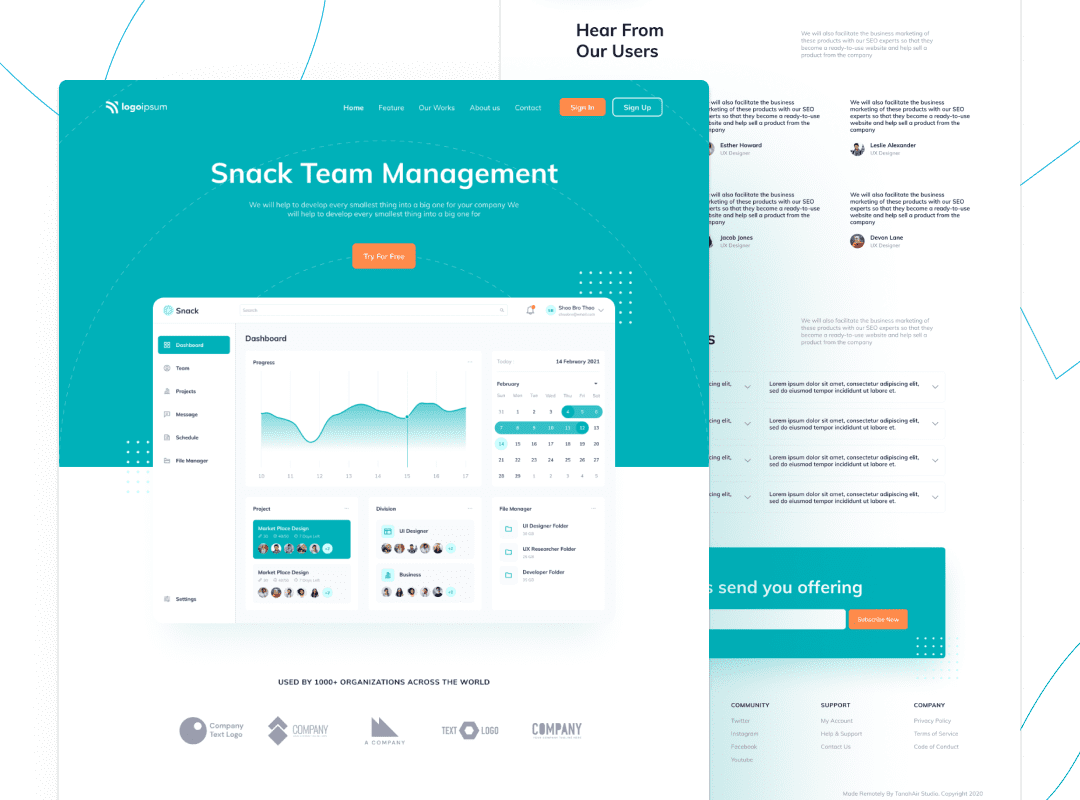 Hear From
Our Users
We will also facilitate the business marketing of
these products with our SEO experts so that they
become a ready-to-use website and help sell a
product from the company
logoipsum
Home
Feature
Our Works
About us
Contact
Sign In
Sign Up
Snack Team Management
We will help to develop every smallest thing into a big one for your company We
will help to develop every smallest thing into a big one for
Try For Free
will also facilitate the business
marketing of these products with our SEO
experts so that they become a ready-to-use
website and help sell a product from the
company
Esther Howard
UX Designer
We will also facilitate the business
marketing of these products with our SEO
experts so that they become a ready-to-use
website and help sell a product from the
company
Leslie Alexander
UX Designer
will also facilitate the business
marketing of these products with our SEO
experts so that they become a ready-to-use
website and help sell a product from the
company
Jacob Jones
UX Designer
We will also facilitate the business
marketing of these products with our SEO
experts so that they become a ready-to-use
website and help sell a product from the
company
Devon Lane
UX Designer
Snack
Search
Dashboard
Team
Projects
Message
Schedule
File Manager
Settings
Dashboard
Progress
10 11 12 13 14 15 16 17
Today:
14 February 2021
February
Sun Mon Tue Wed Thu Fri Sat
31 1 2 3 4 5 6
7 8 9 10 11 12 13
14 15 16 17 18 19 20
21 22 23 24 25 26 27
28 29 1 2 3 4 5
Project
Market Place Design
Market Place Design
Division
UI Designer
+2
Business
File Manager
UI Designer Folder
UX Researcher Folder
Developer Folder
USED BY 1000+ ORGANIZATIONS ACROSS THE WORLD
Company
Text Logo
COMPANY
A COMPANY
TEXT LOGO
COMPANY
S
We will also facilitate the business marketing of
these products with our SEO experts so that they
become a ready-to-use website and help sell a
product from the company
cing elit,
Lorem ipsum dolor sit amet, consectetur adipiscing elit,
sed do eiusmod tempor incididunt ut labore et.
cing elit,
Lorem ipsum dolor sit amet, consectetur adipiscing elit,
sed do eiusmod tempor incididunt ut labore et.
cing elit,
Lorem ipsum dolor sit amet, consectetur adipiscing elit,
sed do eiusmod tempor incididunt ut labore et.
cing elit,
Lorem ipsum dolor sit amet, consectetur adipiscing elit,
sed do eiusmod tempor incididunt ut labore et.
s send you offering
Subscribe Now
COMMUNITY
Twitter
Instagram
Facebook
Youtube
SUPPORT
My Account
Help & Support
Contact Us
COMPANY
Privacy Policy
Terms of Service
Code of Conduct
Made Remotely By TanahAir Studio, Copyright 2020